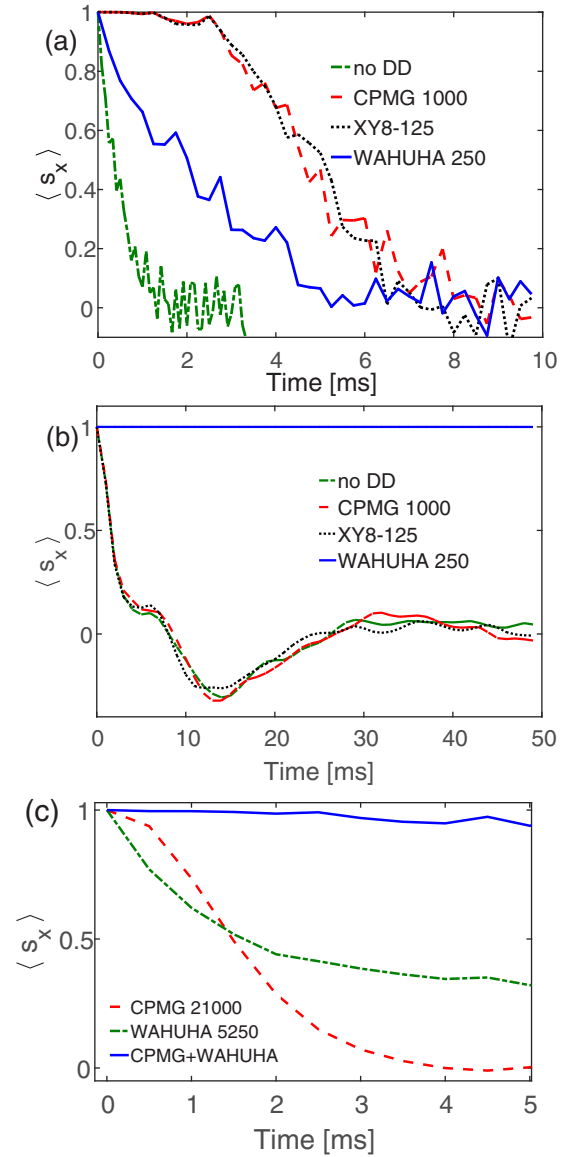 (a)
1
0.8
0.6
0.4
0.2
0
⟨ s_x ⟩
no DD
CPMG 1000
XY8-125
WAHUHA 250
0 2 4 6 8 10
Time [ms]
(b)
1
0.5
0
⟨ s_x ⟩
no DD
CPMG 1000
XY8-125
WAHUHA 250
0 10 20 30 40 50
Time [ms]
(c)
1
0.5
0
⟨ s_x ⟩
CPMG 21000
WAHUHA 5250
CPMG+WAHUHA
0 1 2 3 4 5
Time [ms]